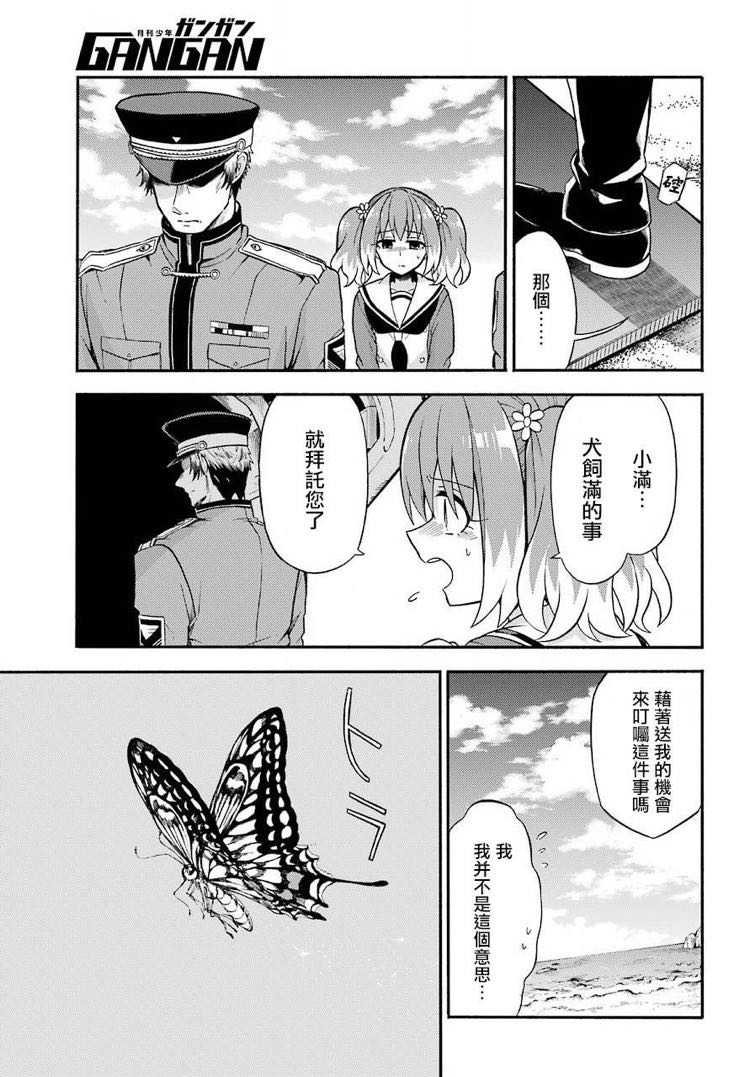 月刊少年
ガンガン
GANGAN
碰
那個……
小滿…
犬飼滿的事
就拜託您了
藉著送我的機會
來叮囑這件事嗎
我
我并不是這個意思…
トラ